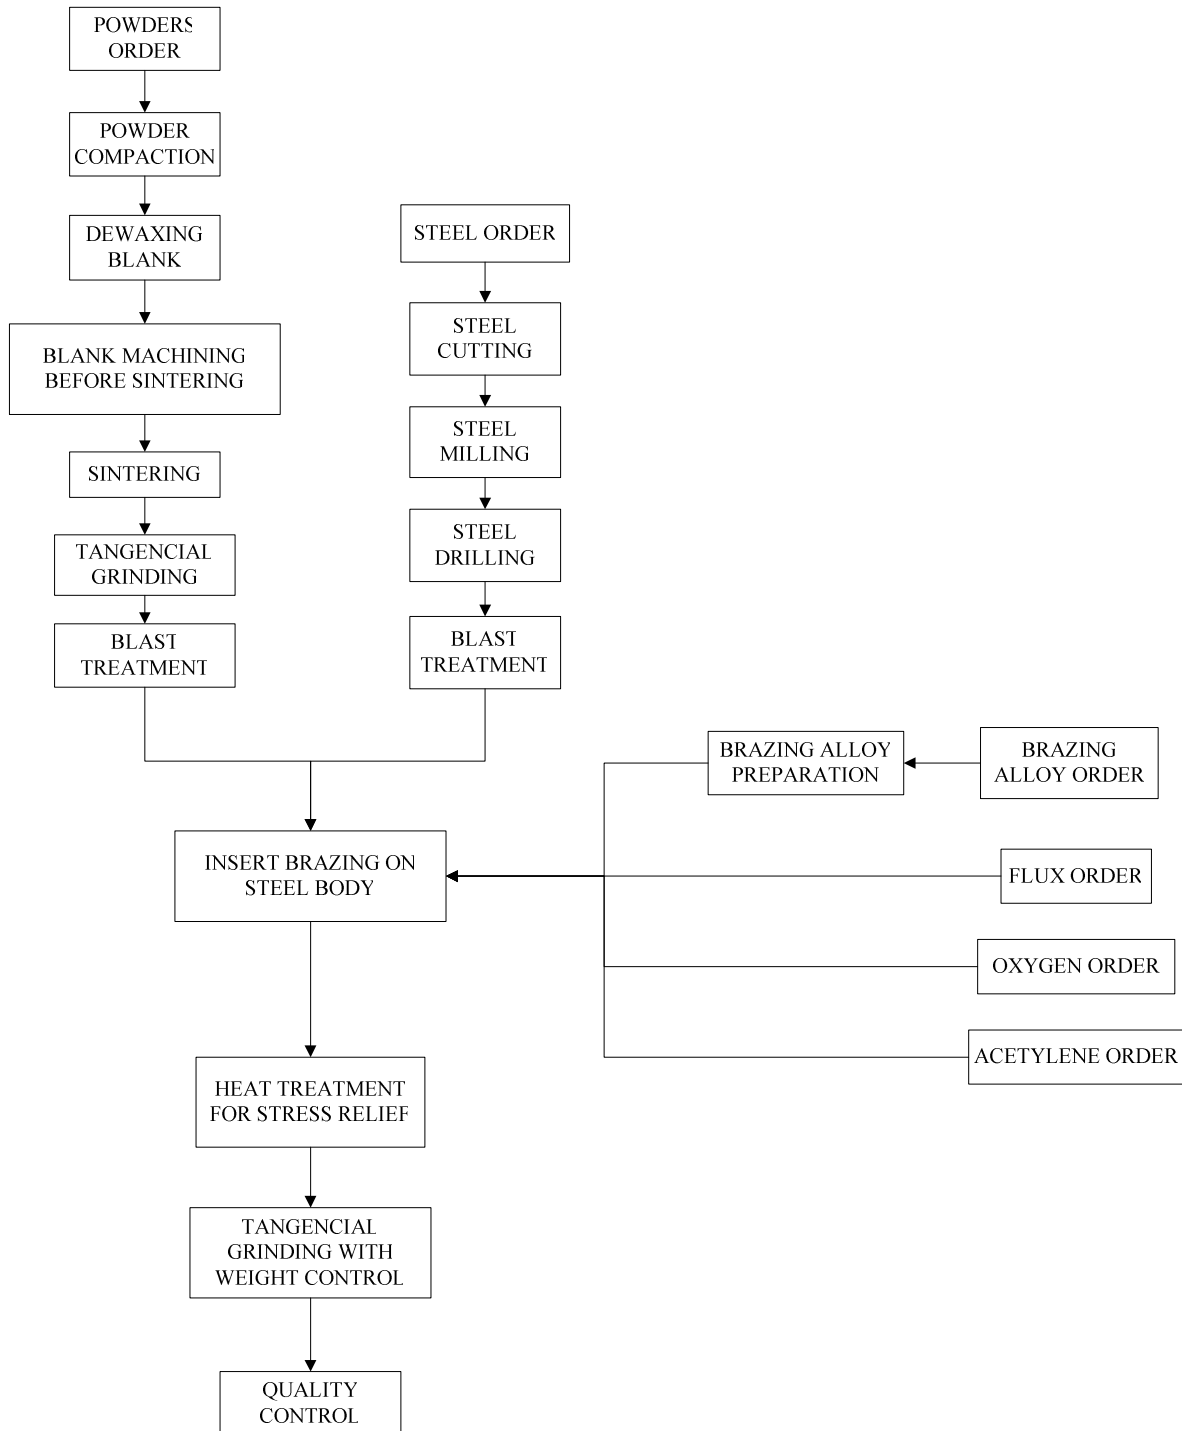 POWDERS
ORDER
POWDER
COMPACTION
DEWAXING
BLANK
BLANK MACHINING
BEFORE SINTERING
SINTERING
TANGENCIAL
GRINDING
BLAST
TREATMENT
STEEL ORDER
STEEL
CUTTING
STEEL
MILLING
STEEL
DRILLING
BLAST
TREATMENT
BRAZING ALLOY
PREPARATION
BRAZING
ALLOY ORDER
INSERT BRAZING ON
STEEL BODY
FLUX ORDER
OXYGEN ORDER
ACETYLENE ORDER
HEAT TREATMENT
FOR STRESS RELIEF
TANGENCIAL
GRINDING WITH
WEIGHT CONTROL
QUALITY
CONTROL